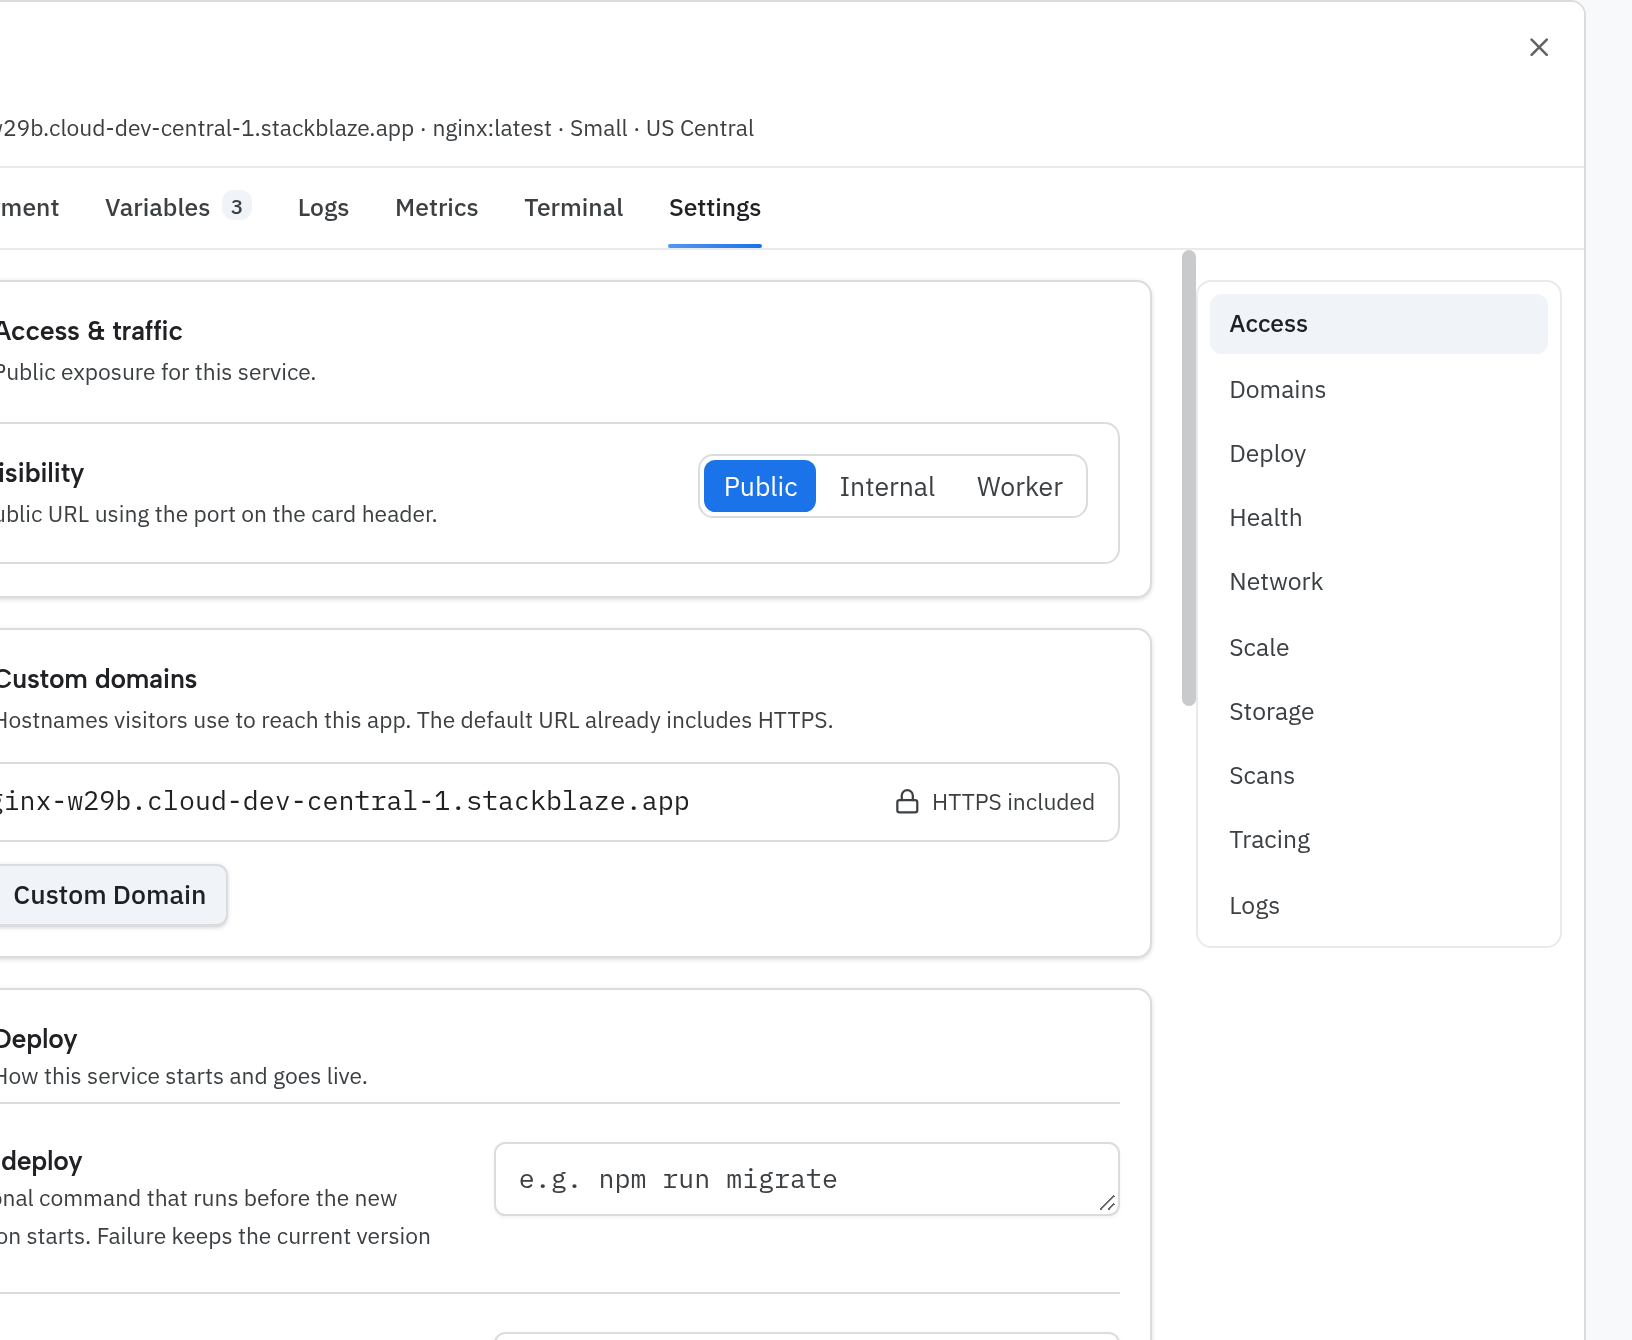 w29b.cloud-dev-central-1.stackblaze.app · nginx:latest · Small · US Central
ment Variables 3 Logs Metrics Terminal Settings
Access & traffic
Public exposure for this service.
isibility
ublic URL using the port on the card header.
Public Internal Worker
Custom domains
Hostnames visitors use to reach this app. The default URL already includes HTTPS.
ginx-w29b.cloud-dev-central-1.stackblaze.app
HTTPS included
Custom Domain
Deploy
How this service starts and goes live.
deploy
onal command that runs before the new
on starts. Failure keeps the current version
e.g. npm run migrate
Access
Domains
Deploy
Health
Network
Scale
Storage
Scans
Tracing
Logs